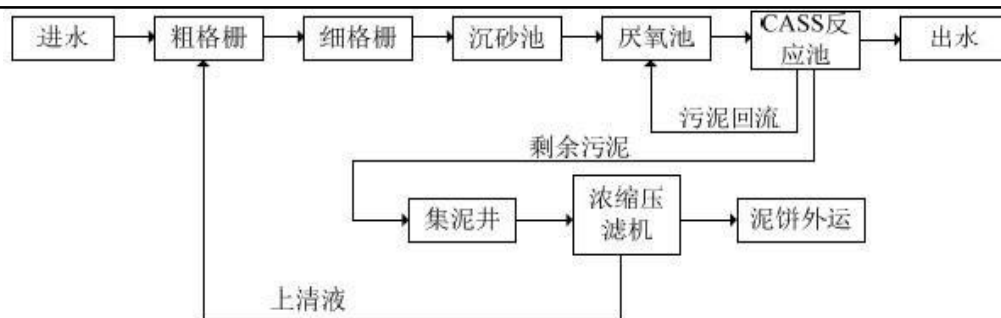 进水
粗格栅
细格栅
沉砂池
厌氧池
CASS反
应池
出水
污泥回流
剩余污泥
集泥井
浓缩压
滤机
泥饼外运
上清液